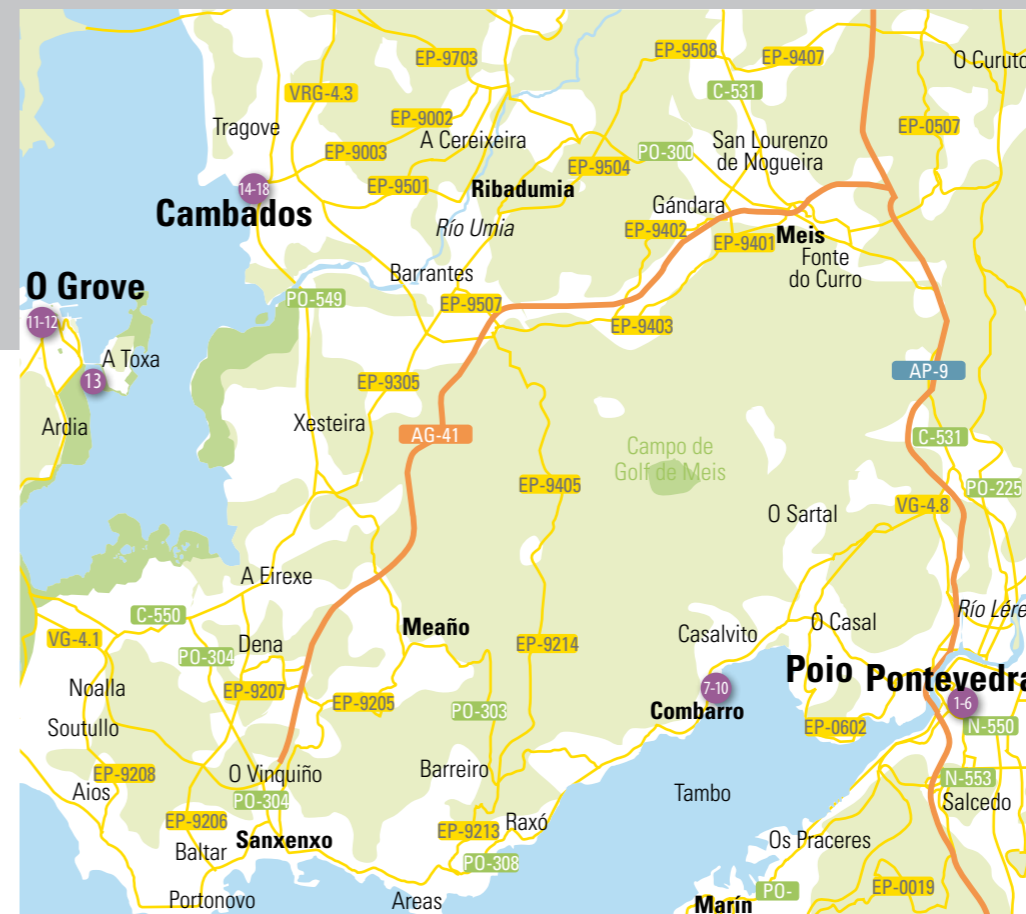 EP-9703
EP-9508
EP-9407
O Curuto
VRG-4.3
C-531
EP-9002
Tragove
A Cereixeira
EP-0507
San Lourenzo
de Nogueira
EP-9003
PO-300
EP-9504
14-18
EP-9501
Ribadumia
Cambados
Gándara
Río Umia
EP-9402
EP-9401
Meis
Fonte
do Curro
Barrantes
O Grove
PO-549
EP-9507
11-12
EP-9403
A Toxa
13
EP-9305
AP-9
Ardia
Xesteira
AG-41
C-531
Campo de
Golf de Meis
EP-9405
PO-225
VG-4.8
O Sartal
A Eirexe
C-550
Río Lére
VG-4.1
Dena
Meaño
Casalvito
O Casal
PO-304
EP-9214
Poio
Pontevedra
Noalla
EP-9207
EP-9205
7-10
1-6
Combarro
PO-303
Soutullo
EP-0602
N-550
EP-9208
O Vinquiño
Barreiro
N-553
Aios
PO-304
Tambo
Salcedo
EP-9206
Sanxenxo
EP-9213
Raxó
Baltar
Os Praceres
PO-308
Portonovo
Areas
Marín
PO-
EP-0019